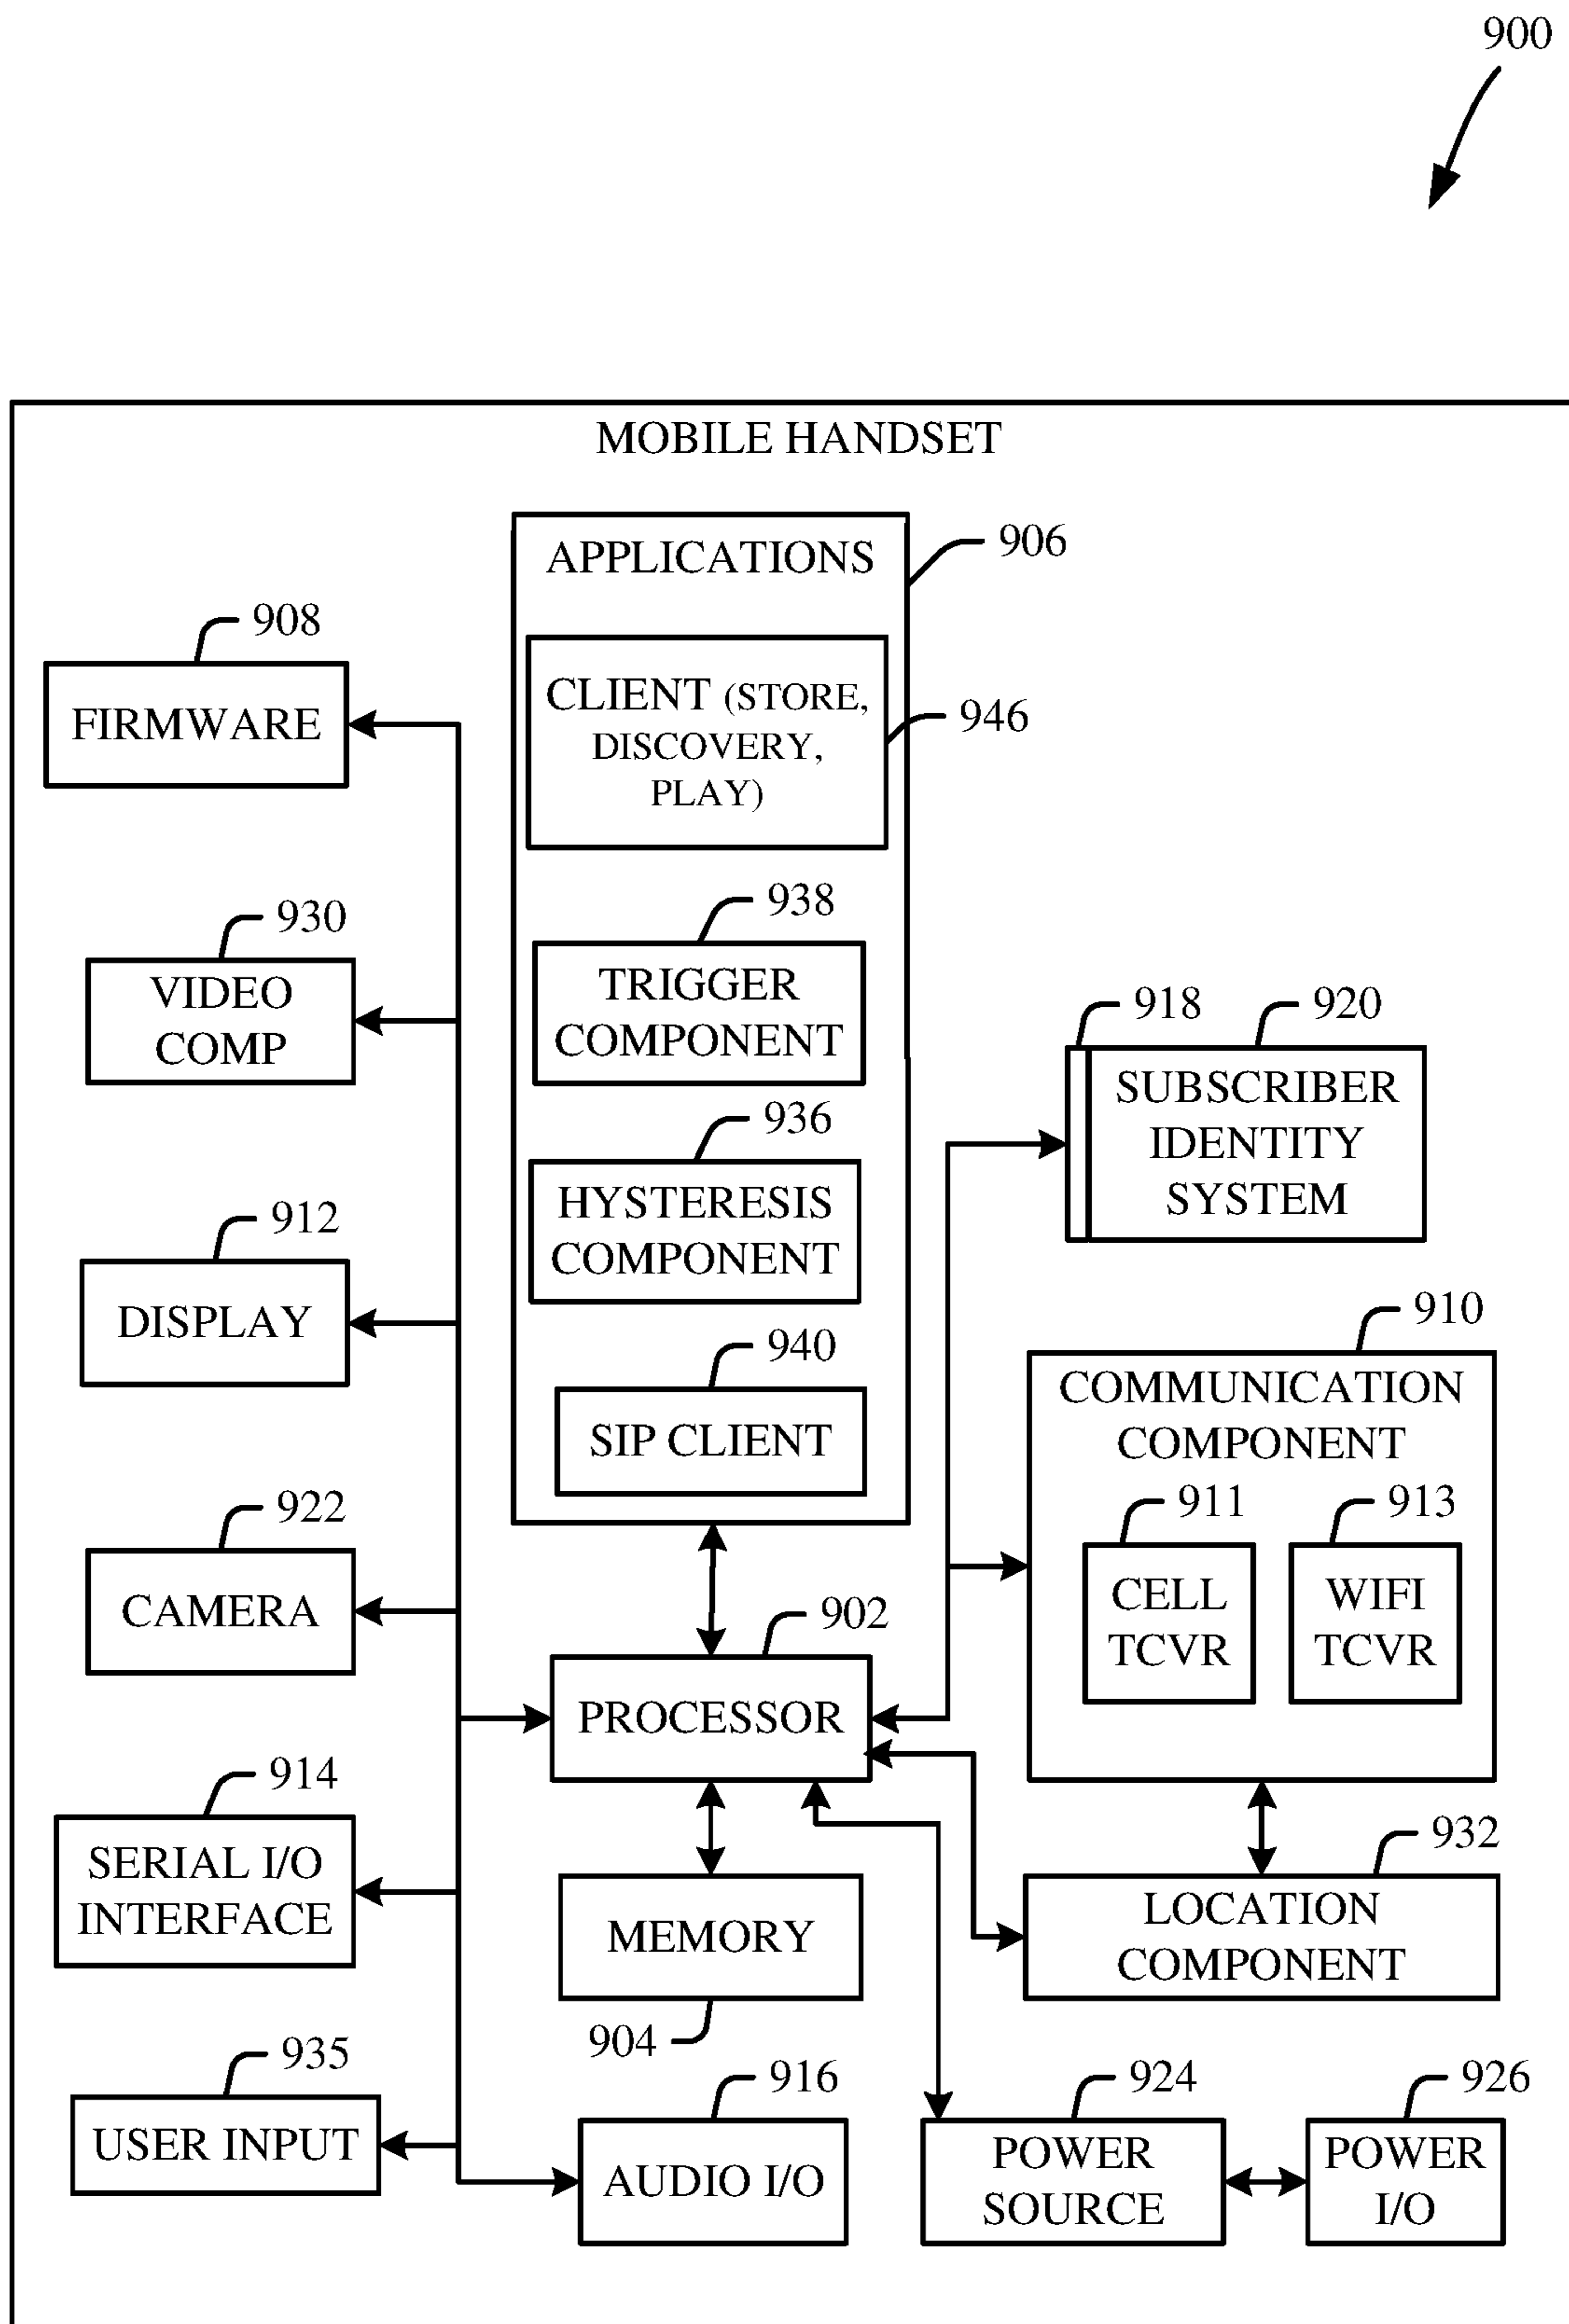 900
MOBILE HANDSET
APPLICATIONS
906
908
FIRMWARE
CLIENT (STORE,
DISCOVERY,
PLAY)
946
938
930
TRIGGER
COMPONENT
VIDEO
COMP
918
920
SUBSCRIBER
IDENTITY
SYSTEM
936
HYSTERESIS
COMPONENT
912
DISPLAY
910
COMMUNICATION
COMPONENT
940
SIP CLIENT
911
913
CELL
TCVR
WIFI
TCVR
922
CAMERA
902
PROCESSOR
914
SERIAL I/O
INTERFACE
932
LOCATION
COMPONENT
MEMORY
904
935
USER INPUT
916
AUDIO I/O
924
POWER
SOURCE
926
POWER
I/O